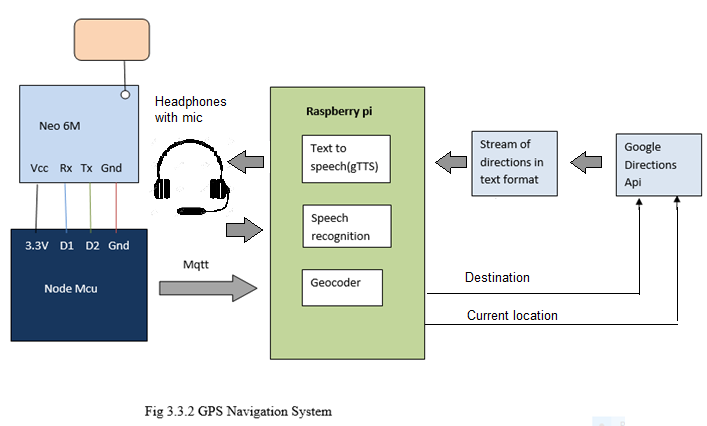 Neo 6M
Vcc Rx Tx Gnd
3.3V D1 D2 Gnd
Node Mcu
Headphones
with mic
Mqtt
Raspberry pi
Text to
speech(gTTS)
Speech
recognition
Geocoder
Stream of
directions in
text format
Google
Directions
Api
Destination
Current location
Fig 3.3.2 GPS Navigation System